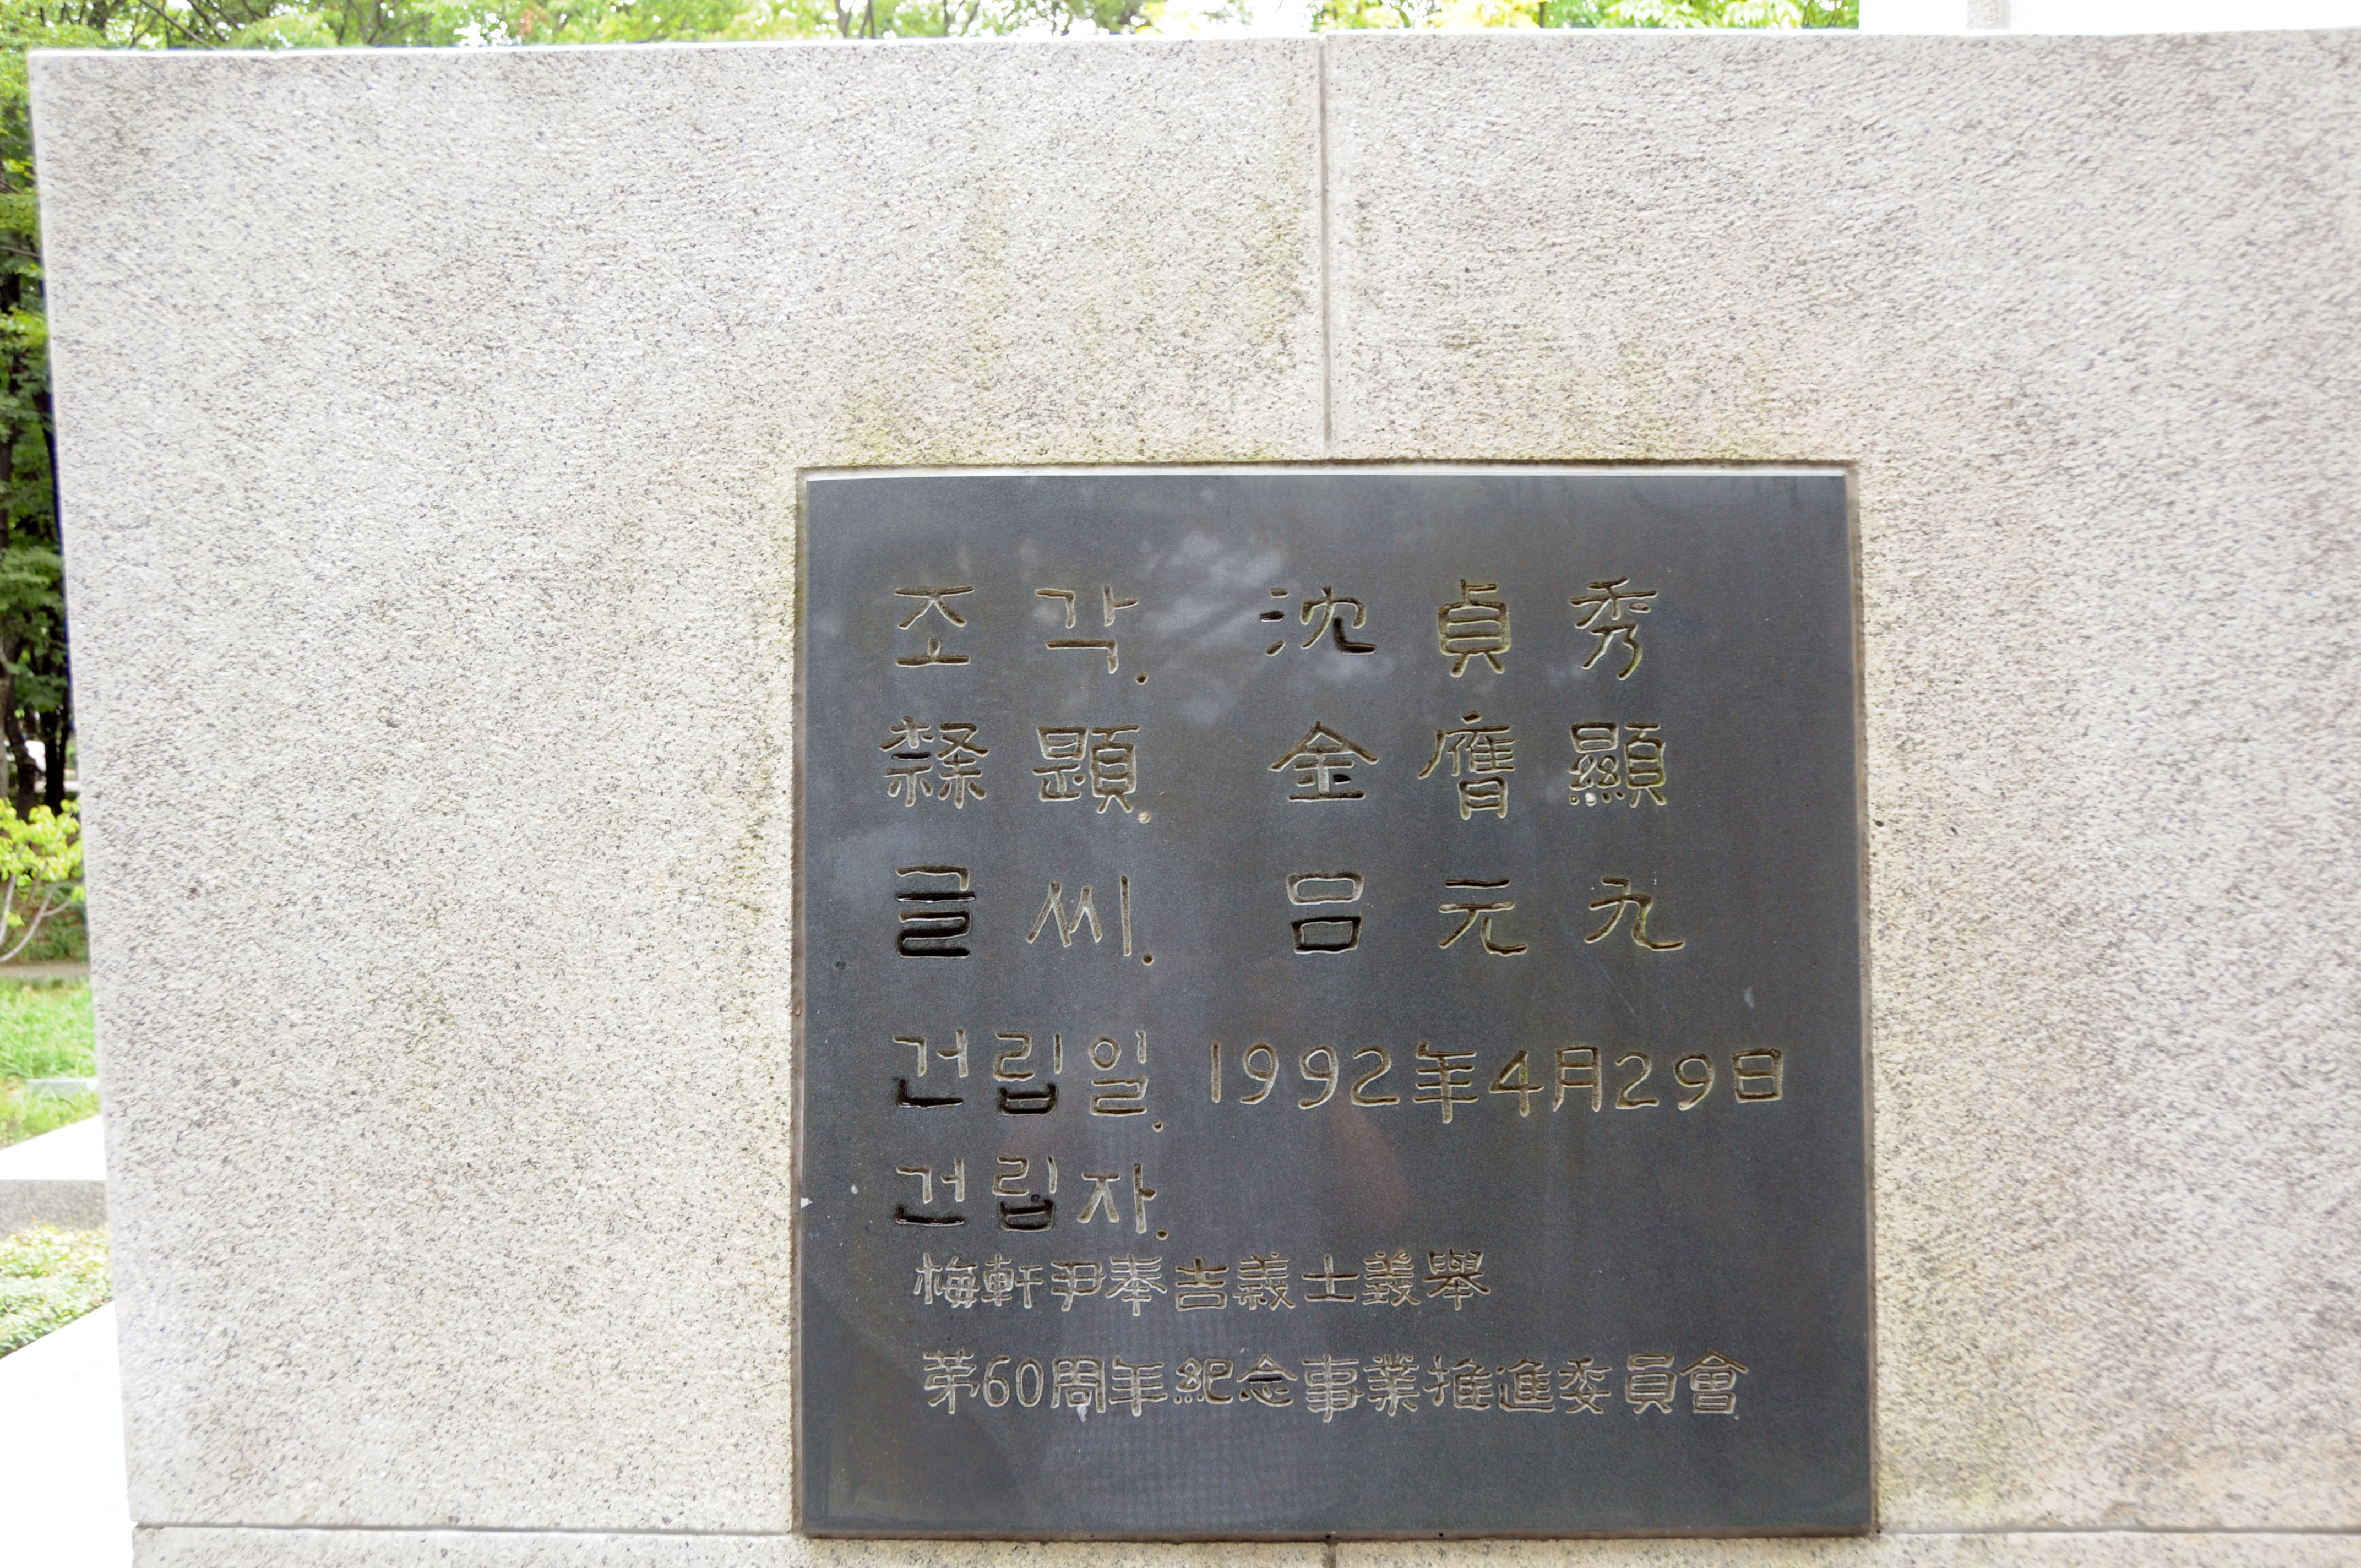 조각. 沈貞秀
隸題. 金膺顯
글씨. 呂元九
건립일. 1992年4月29日
건립자.
梅軒尹奉吉義士義擧
第60周年紀念事業推進委員會